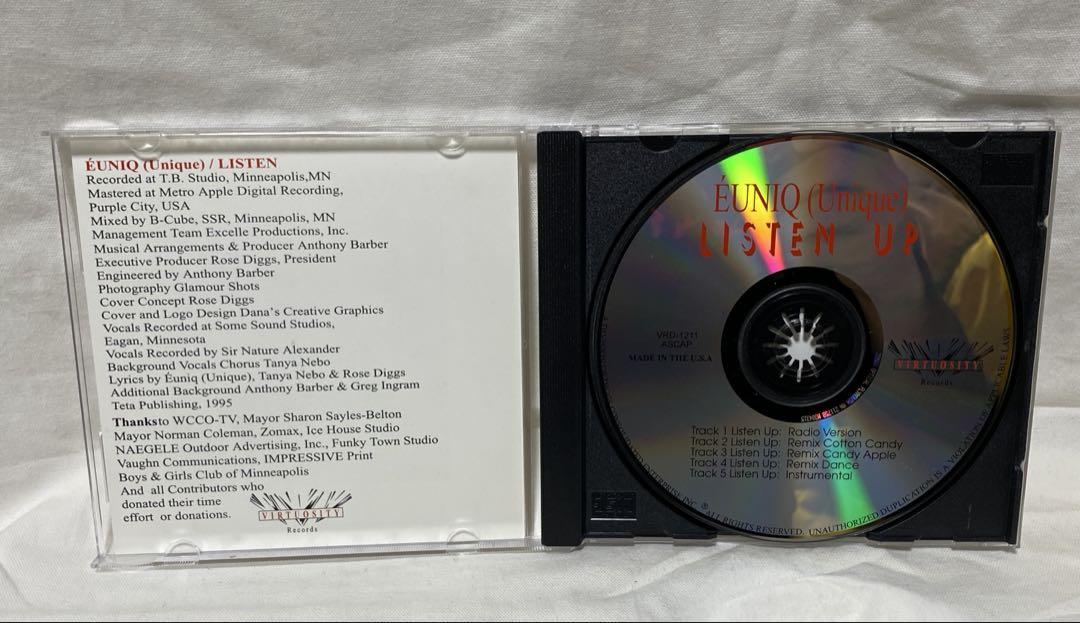 ÉUNIQ (Unique) / LISTEN
Recorded at T.B. Studio, Minneapolis,MN
Mastered at Metro Apple Digital Recording,
Purple City, USA
Mixed by B-Cube, SSR, Minneapolis, MN
Management Team Excelle Productions, Inc.
Musical Arrangements & Producer Anthony Barber
Executive Producer Rose Diggs, President
Engineered by Anthony Barber
Photography Glamour Shots
Cover Concept Rose Diggs
Cover and Logo Design Dana's Creative Graphics
Vocals Recorded at Some Sound Studios,
Eagan, Minnesota
Vocals Recorded by Sir Nature Alexander
Background Vocals Chorus Tanya Nebo
Lyrics by Éuniq (Unique), Tanya Nebo & Rose Diggs
Additional Background Anthony Barber & Greg Ingram
Teta Publishing, 1995
Thanksto WCCO-TV, Mayor Sharon Sayles-Belton
Mayor Norman Coleman, Zomax, Ice House Studio
NAEGELE Outdoor Advertising, Inc., Funky Town Studio
Vaughn Communications, IMPRESSIVE Print
Boys & Girls Club of Minneapolis
And all Contributors who
donated their time
effort or donations.
VIRTUOSITY
Records
ÉUNIQ (Unique)
LISTEN UP
VRD-1211
ASCAP
MADE IN THE U.S.A
VIRTUOSITY
Records
Track 1 Listen Up: Radio Version
Track 2 Listen Up: Remix Cotton Candy
Track 3 Listen Up: Remix Candy Apple
Track 4 Listen Up: Remix Dance
Track 5 Listen Up: Instrumental
ENTERPRISE INC. ® ALL RIGHTS RESERVED. UNAUTHORIZED DUPLICATION IS A VIOLATION OF APPLICABLE LAWS